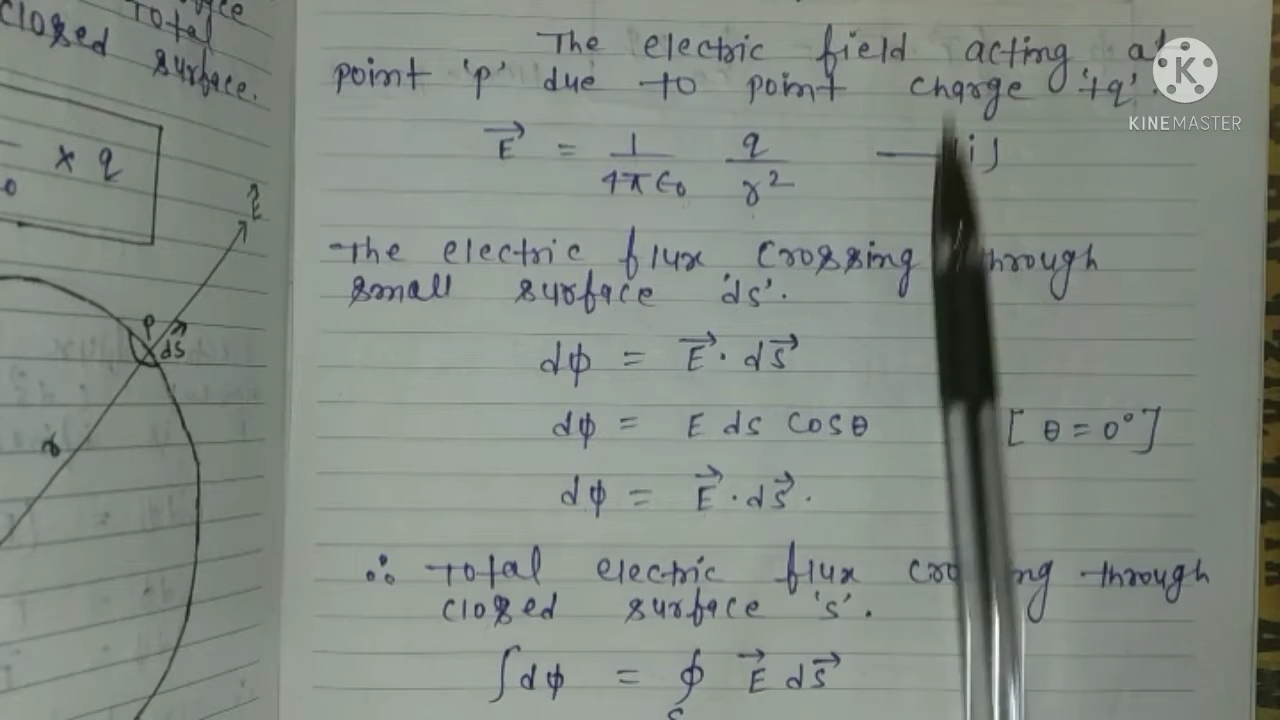 Total
closed surface.
x q
E
P
ds
r
The electric field acting at
point 'p' due to point charge '+q'.
E⃗ = 1/4πε₀ q/r² —
The electric flux crossing through
small surface 'ds'.
dϕ = E⃗ · dS⃗
dϕ = E ds cosθ [θ = 0°]
dϕ = E⃗ · dS⃗.
∴ Total electric flux through
closed surface 's'.
∫dϕ = ∮ E⃗ dS⃗
S
K
KINEMASTER